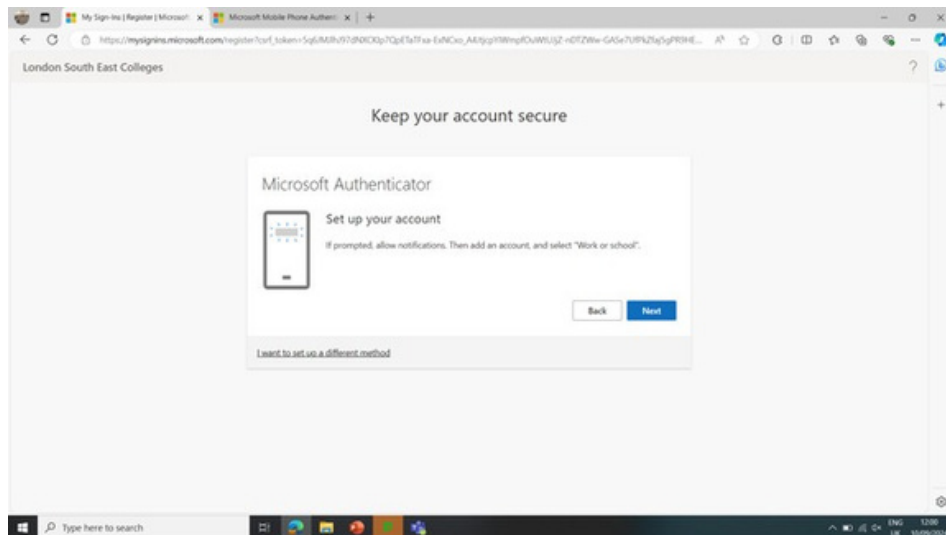 My Sign-Ins | Register | Microsoft
Microsoft Mobile Phone Authenti
London South East Colleges
Keep your account secure
Microsoft Authenticator
Set up your account
If prompted, allow notifications. Then add an account, and select "Work or school".
Back
Next
I want to set up a different method
Type here to search
ENG
12:00
UK